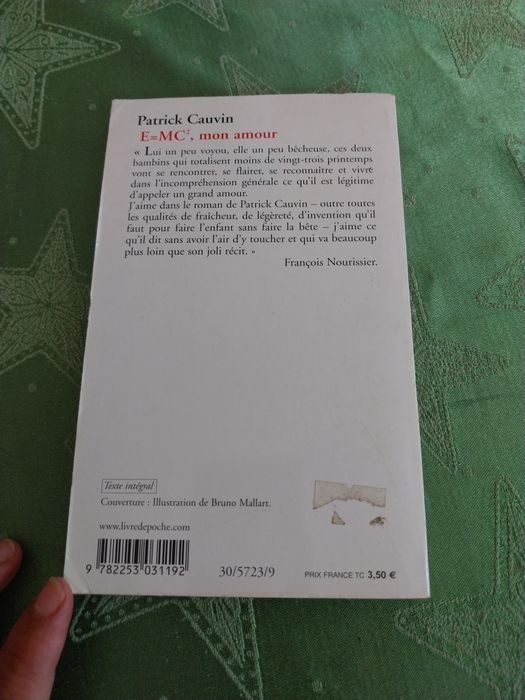 Patrick Cauvin
E=MC², mon amour
« Lui un peu voyou, elle un peu bêcheuse, ces deux
bambins qui totalisent moins de vingt-trois printemps
vont se rencontrer, se flairer, se reconnaître et vivre
dans l'incompréhension générale ce qu'il est légitime
d'appeler un grand amour.
J'aime dans le roman de Patrick Cauvin – outre toutes
les qualités de fraîcheur, de légèreté, d'invention qu'il
faut pour faire l'enfant sans faire la bête – j'aime ce
qu'il dit sans avoir l'air d'y toucher et qui va beaucoup
plus loin que son joli récit. »
François Nourissier.
Texte intégral
Couverture : Illustration de Bruno Mallart.
www.livredepoche.com
9 782253 031192
30/5723/9
PRIX FRANCE TC 3,50 €